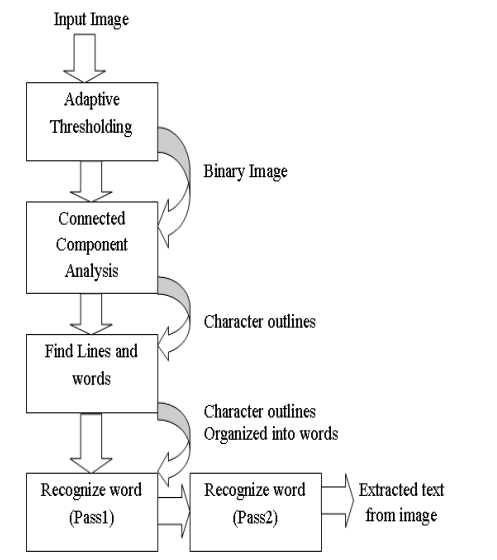 Input Image
Adaptive
Thresholding
Binary Image
Connected
Component
Analysis
Character outlines
Find Lines and
words
Character outlines
Organized into words
Recognize word
(Pass1)
Recognize word
(Pass2)
Extracted text
from image